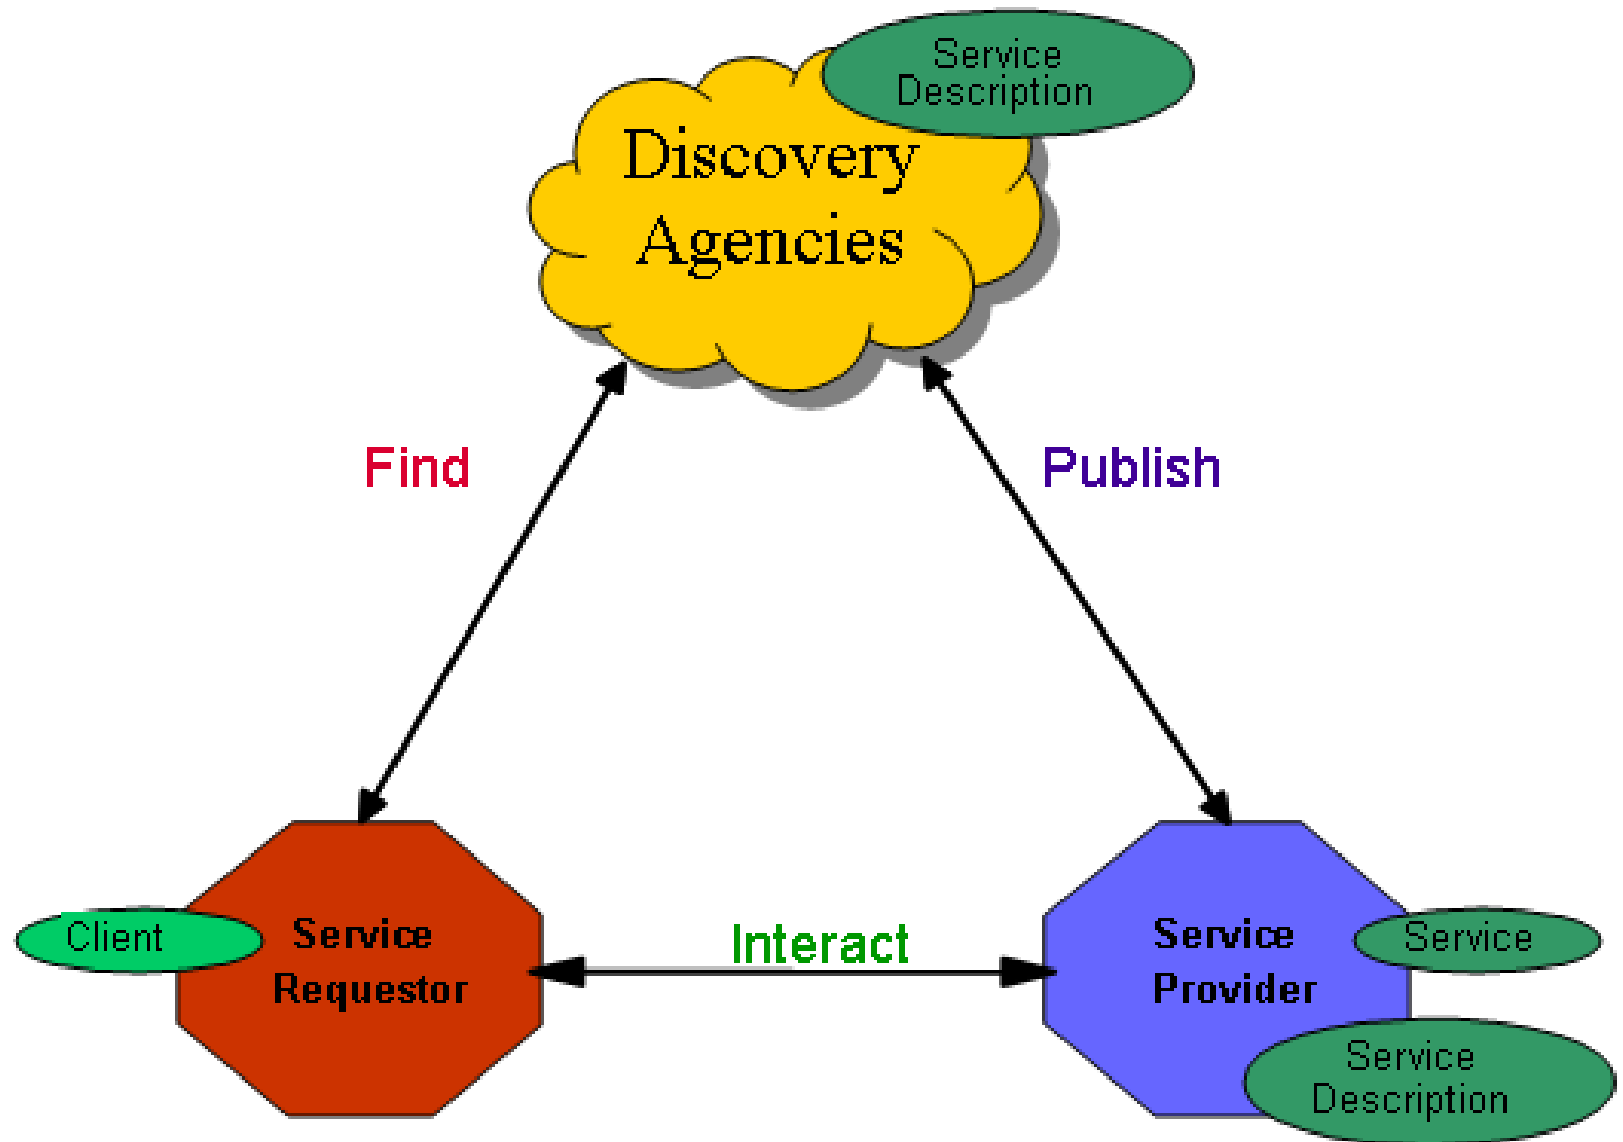 Service
Description
Discovery
Agencies
Find
Publish
Client
Service
Requestor
Interact
Service
Provider
Service
Service
Description